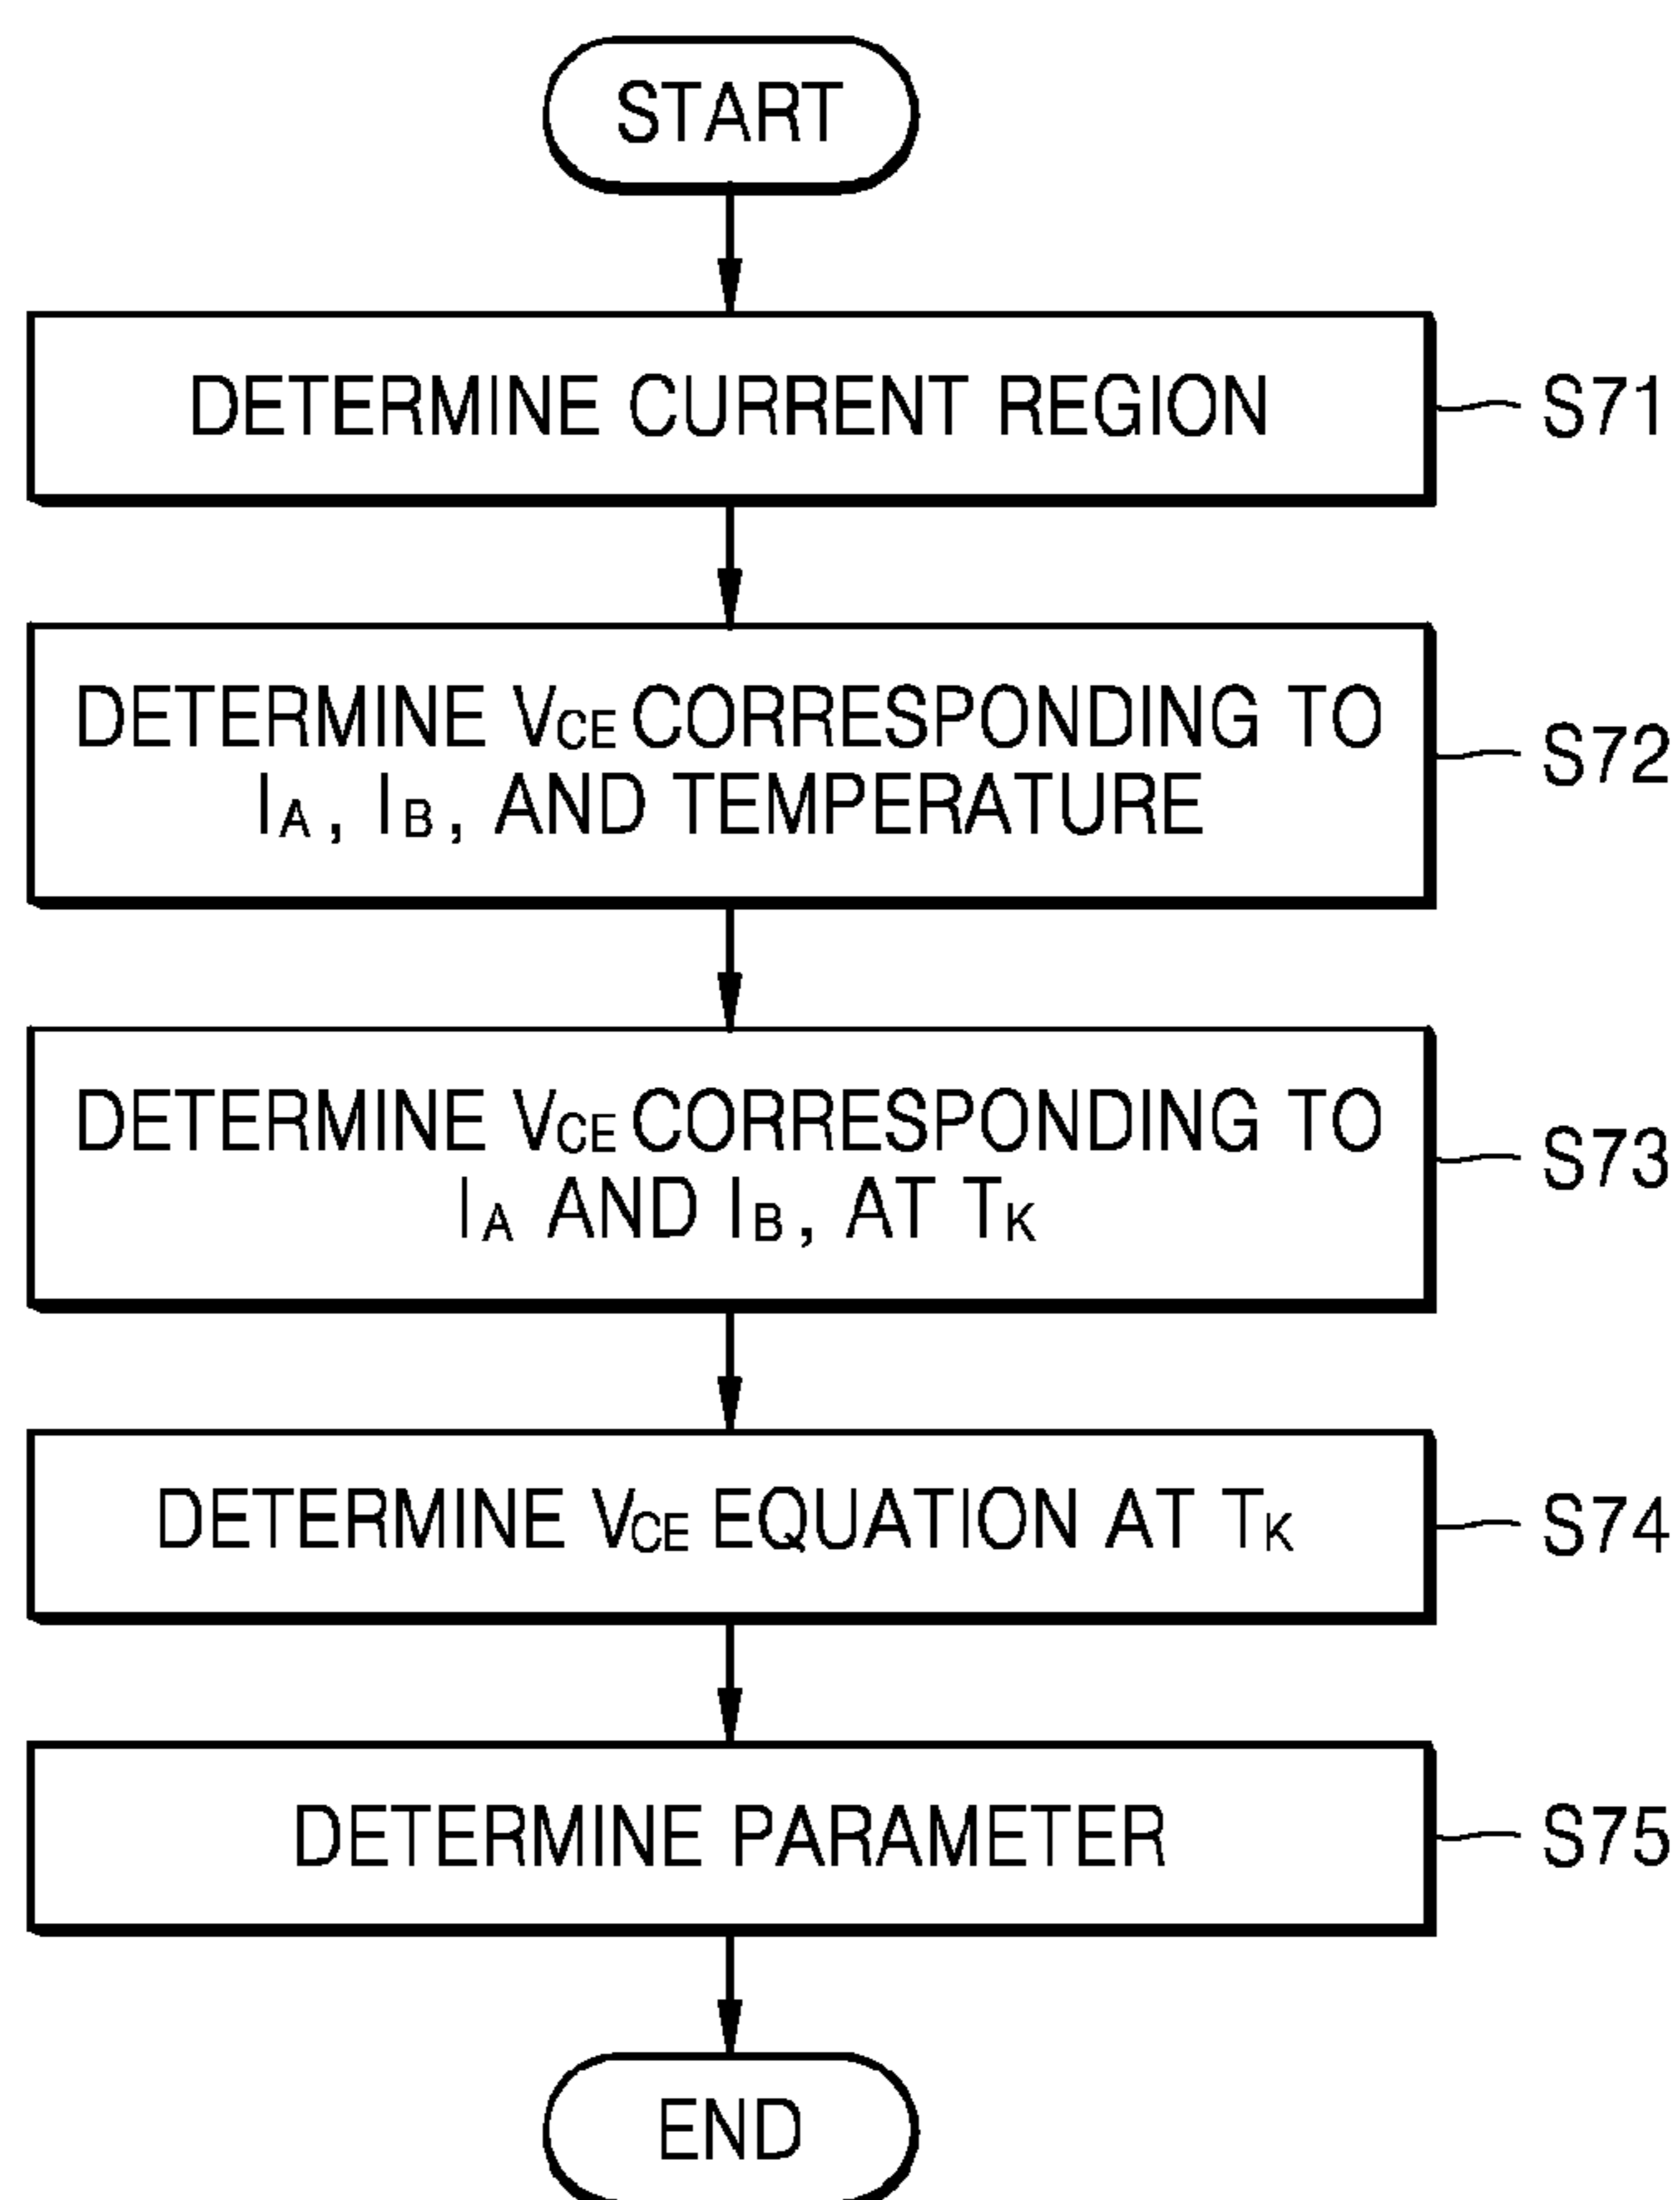 START
DETERMINE CURRENT REGION
S71
DETERMINE VCE CORRESPONDING TO
IA, IB, AND TEMPERATURE
S72
DETERMINE VCE CORRESPONDING TO
IA AND IB, AT TK
S73
DETERMINE VCE EQUATION AT TK
S74
DETERMINE PARAMETER
S75
END